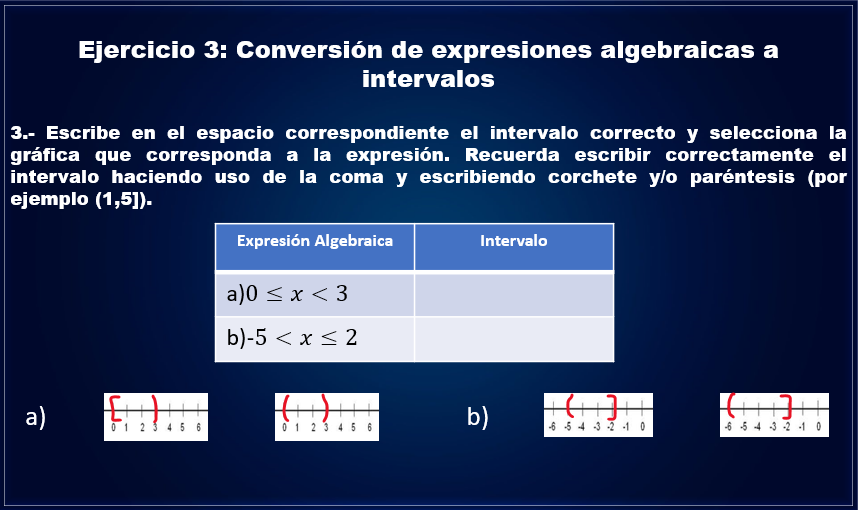 Ejercicio 3: Conversión de expresiones algebraicas a
intervalos
3.- Escribe en el espacio correspondiente el intervalo correcto y selecciona la
gráfica que corresponda a la expresión. Recuerda escribir correctamente el
intervalo haciendo uso de la coma y escribiendo corchete y/o paréntesis (por
ejemplo (1,5]).
Expresión Algebraica Intervalo
a)0 ≤ x < 3
b)-5 < x ≤ 2
a) b)
0 1 2 3 4 5 6
0 1 2 3 4 5 6
-6 -5 -4 -3 -2 -1 0
-6 -5 -4 -3 -2 -1 0